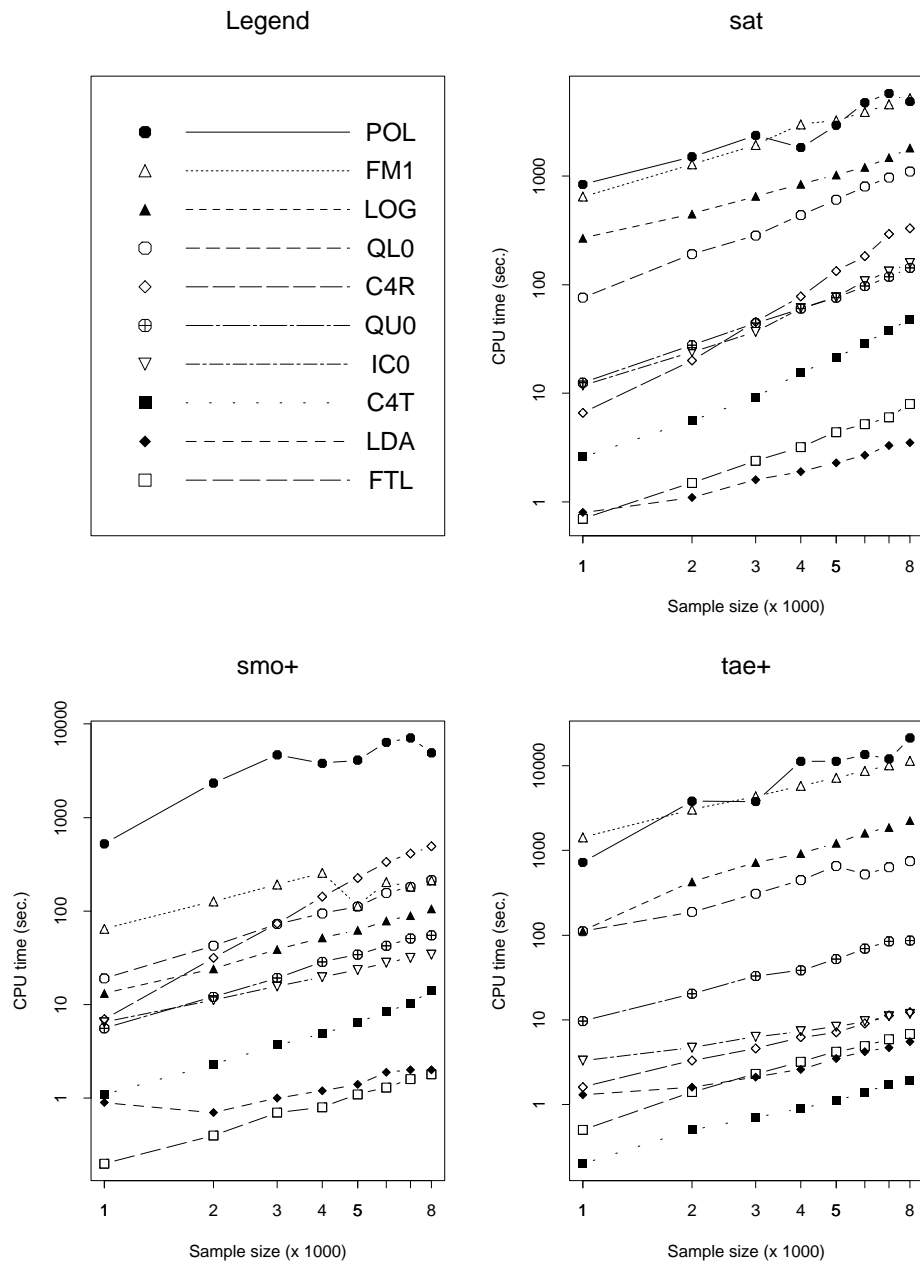 Legend
POL
FM1
LOG
QL0
C4R
QU0
IC0
C4T
LDA
FTL
sat
CPU time (sec.)
1000
100
10
1
1 2 3 4 5 8
Sample size (x 1000)
smo+
CPU time (sec.)
10000
1000
100
10
1
1 2 3 4 5 8
Sample size (x 1000)
tae+
CPU time (sec.)
10000
1000
100
10
1
1 2 3 4 5 8
Sample size (x 1000)